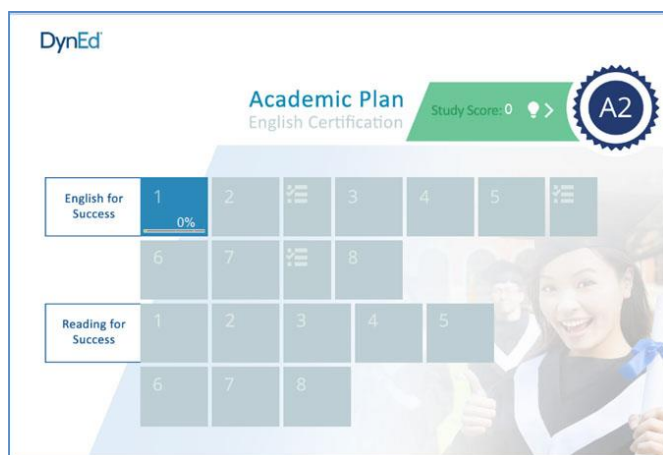 DynEd
Academic Plan
English Certification
Study Score: 0
A2
English for
Success
1
0%
2
3
4
5
6
7
8
Reading for
Success
1
2
3
4
5
6
7
8